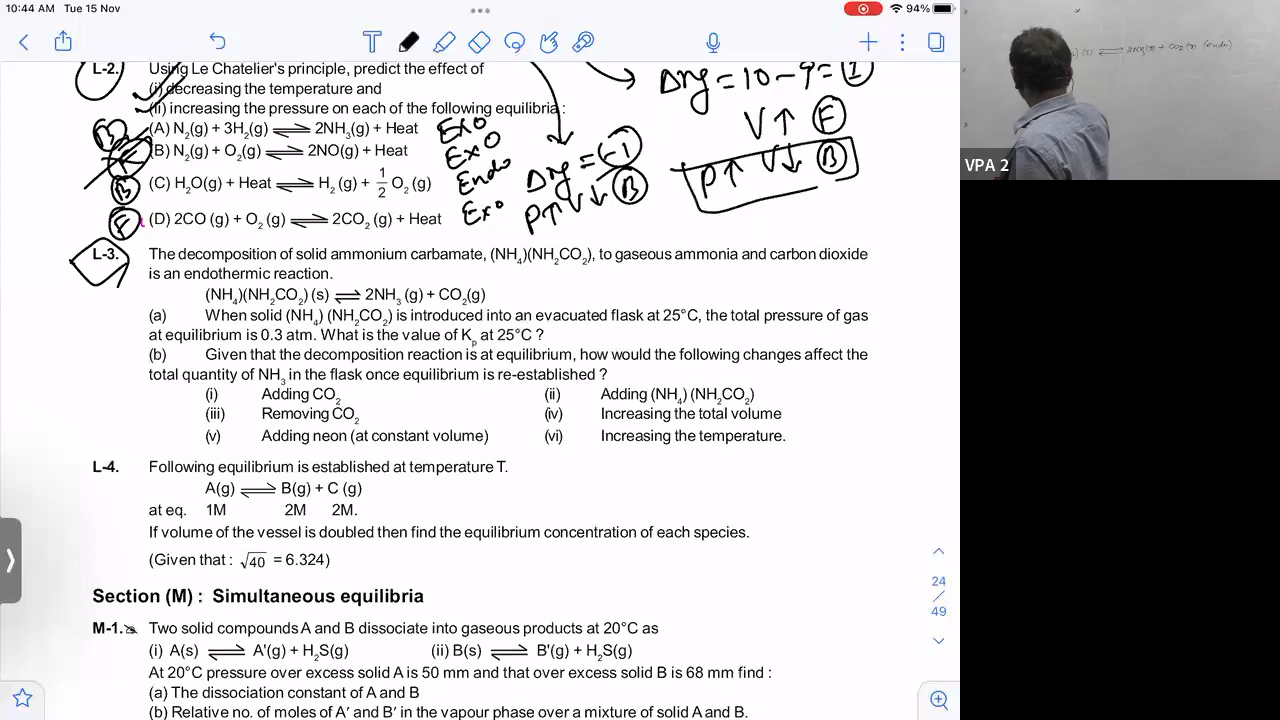 10:44 AM Tue 15 Nov
94%
L-2. Using Le Chatelier's principle, predict the effect of
(i) decreasing the temperature and
(ii) increasing the pressure on each of the following equilibria :
(A) N2(g) + 3H2(g) ⇌ 2NH3(g) + Heat
(B) N2(g) + O2(g) ⇌ 2NO(g) + Heat
(C) H2O(g) + Heat ⇌ H2 (g) + 1/2 O2 (g)
(D) 2CO (g) + O2 (g) ⇌ 2CO2 (g) + Heat
B
B
F
Exo
Exo
Endo
Exo
Δng = -1
P↑ V↓ B
Δng = 10 - 9 = 1
V↑ F
P↑ V↓ B
VPA 2
2NH3(g) + CO2(g) (endo)
L-3. The decomposition of solid ammonium carbamate, (NH4)(NH2CO2), to gaseous ammonia and carbon dioxide
is an endothermic reaction.
(NH4)(NH2CO2) (s) ⇌ 2NH3 (g) + CO2(g)
(a) When solid (NH4) (NH2CO2) is introduced into an evacuated flask at 25°C, the total pressure of gas
at equilibrium is 0.3 atm. What is the value of Kp at 25°C ?
(b) Given that the decomposition reaction is at equilibrium, how would the following changes affect the
total quantity of NH3 in the flask once equilibrium is re-established ?
(i) Adding CO2 (ii) Adding (NH4) (NH2CO2)
(iii) Removing CO2 (iv) Increasing the total volume
(v) Adding neon (at constant volume) (vi) Increasing the temperature.
L-4. Following equilibrium is established at temperature T.
A(g) ⇌ B(g) + C (g)
at eq. 1M 2M 2M.
If volume of the vessel is doubled then find the equilibrium concentration of each species.
(Given that : √40 = 6.324)
24
/
49
Section (M) : Simultaneous equilibria
M-1. Two solid compounds A and B dissociate into gaseous products at 20°C as
(i) A(s) ⇌ A'(g) + H2S(g) (ii) B(s) ⇌ B'(g) + H2S(g)
At 20°C pressure over excess solid A is 50 mm and that over excess solid B is 68 mm find :
(a) The dissociation constant of A and B
(b) Relative no. of moles of A' and B' in the vapour phase over a mixture of solid A and B.